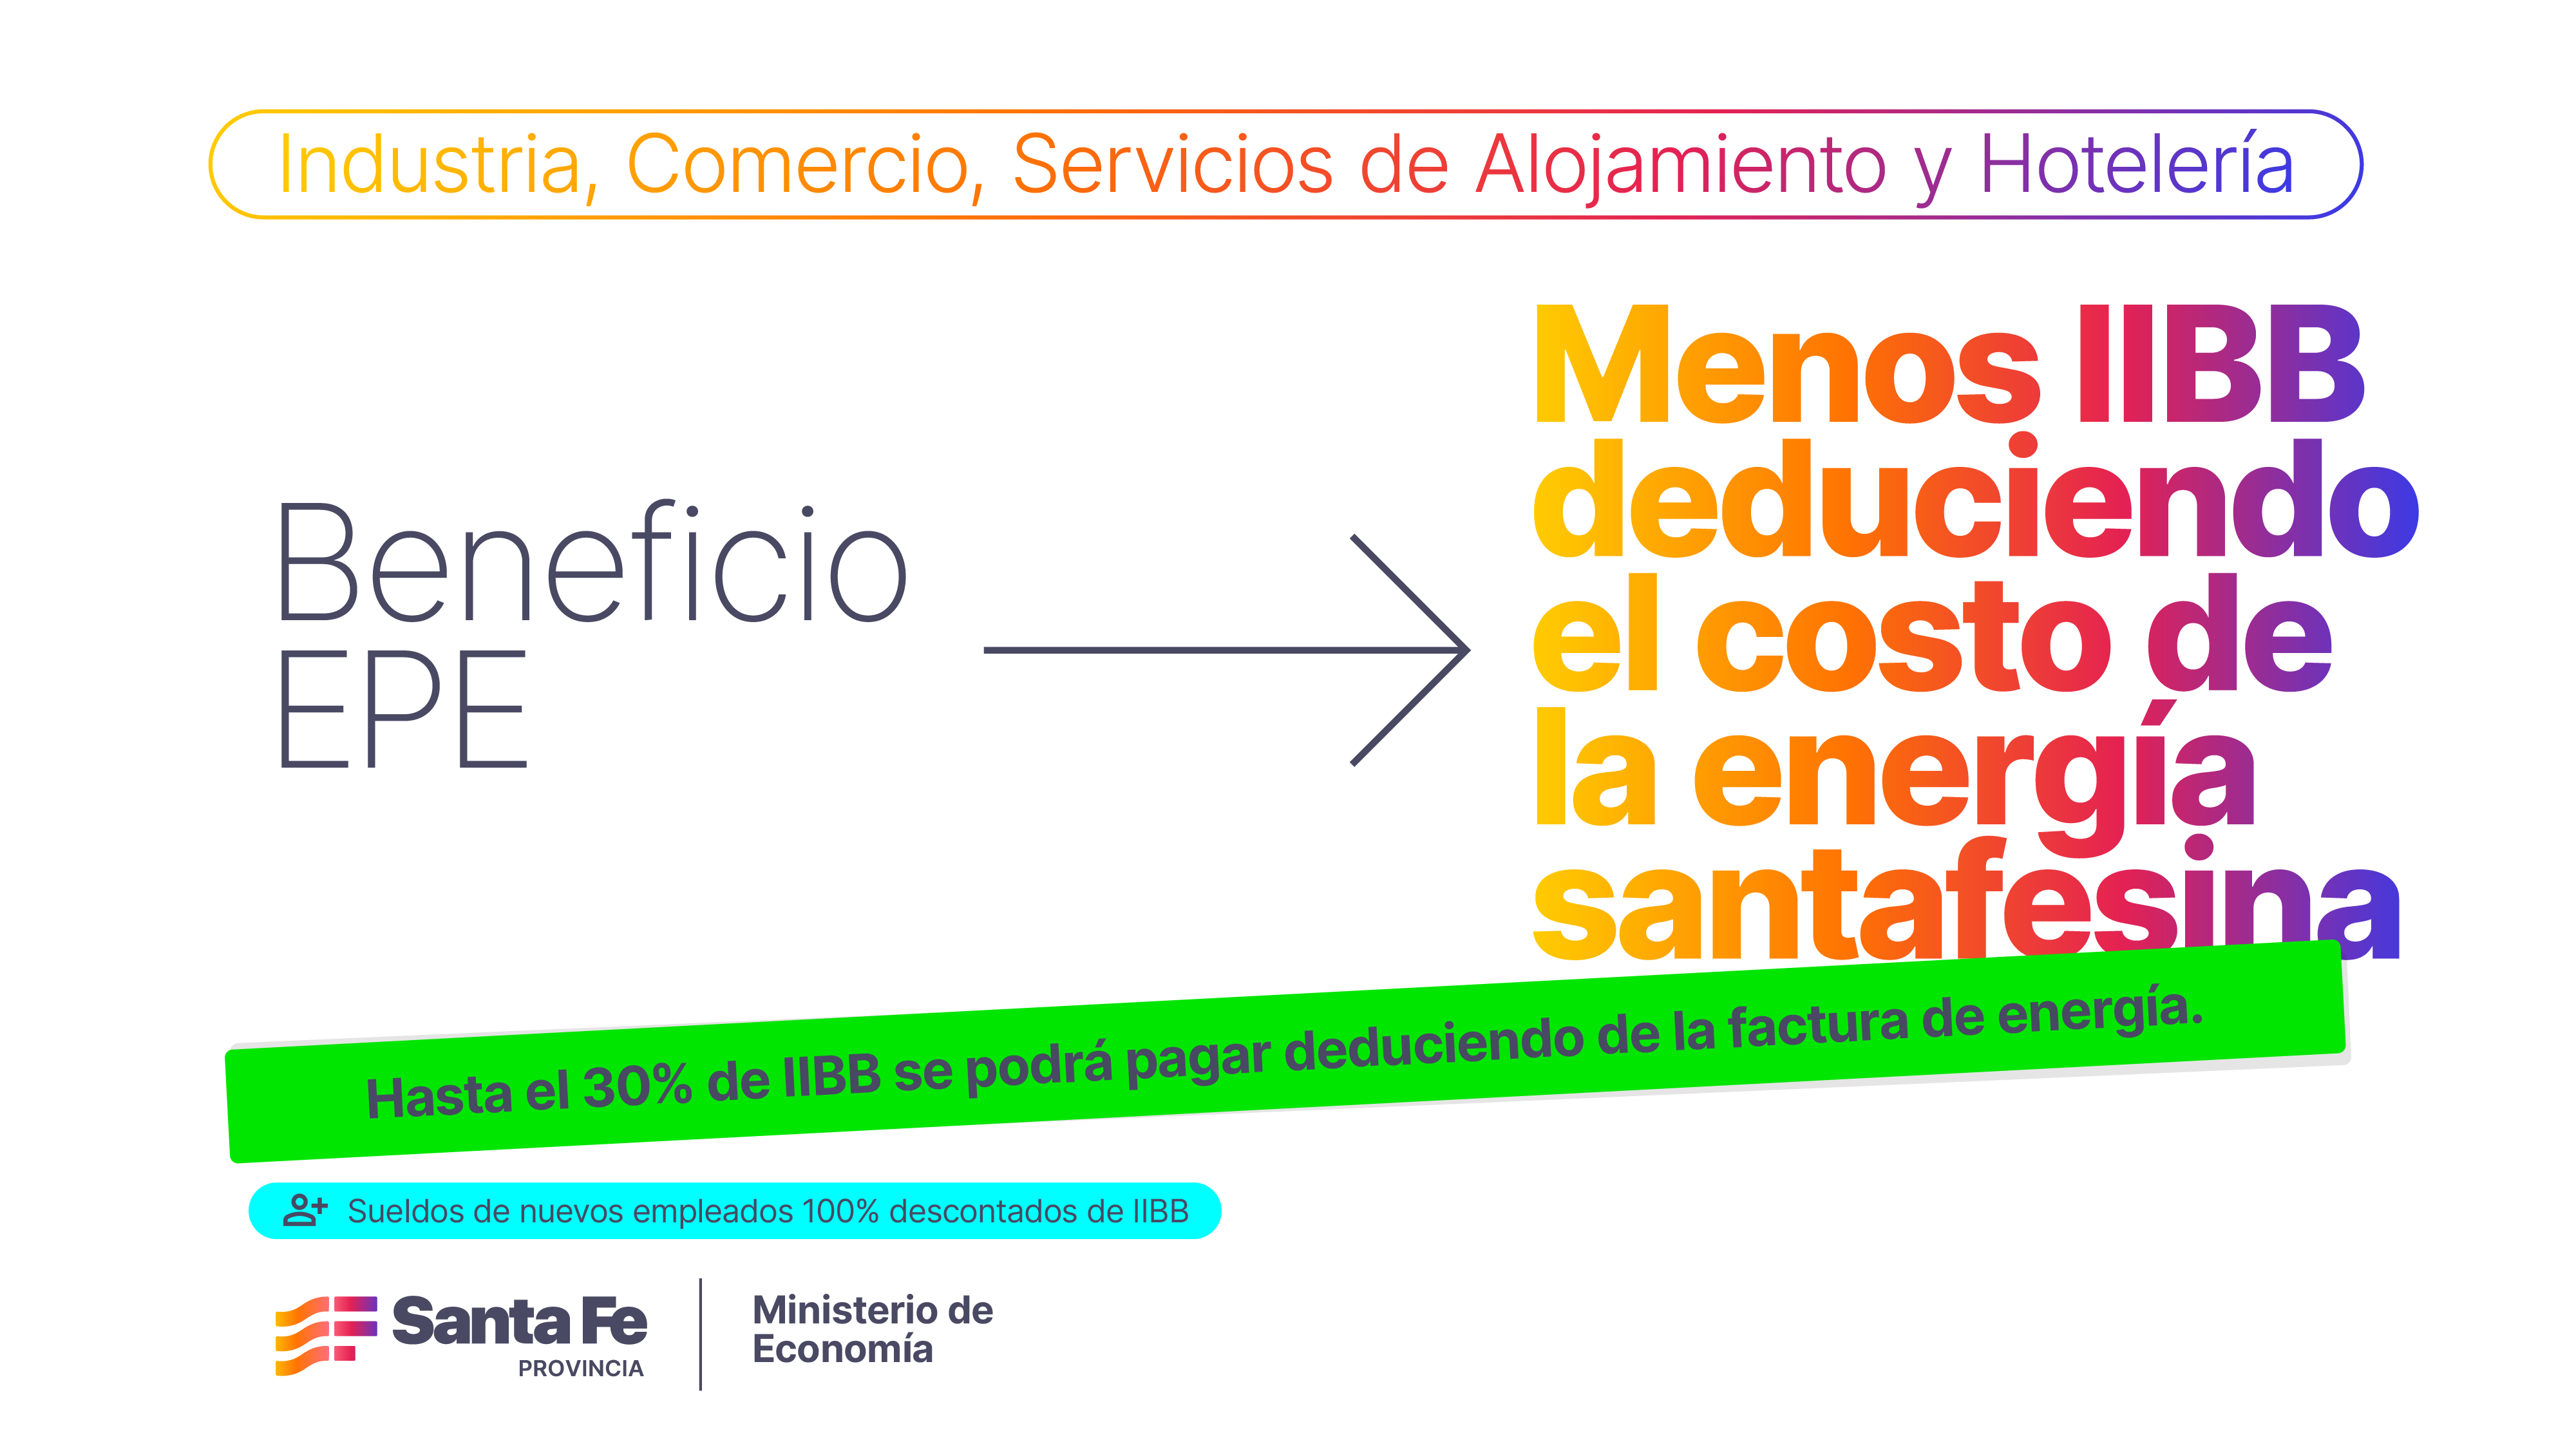 Industria, Comercio, Servicios de Alojamiento y Hotelería
Beneficio
EPE
Menos IIBB
deduciendo
el costo de
la energía
santafesina
Hasta el 30% de IIBB se podrá pagar deduciendo de la factura de energía.
Sueldos de nuevos empleados 100% descontados de IIBB
Santa Fe
PROVINCIA
Ministerio de
Economía